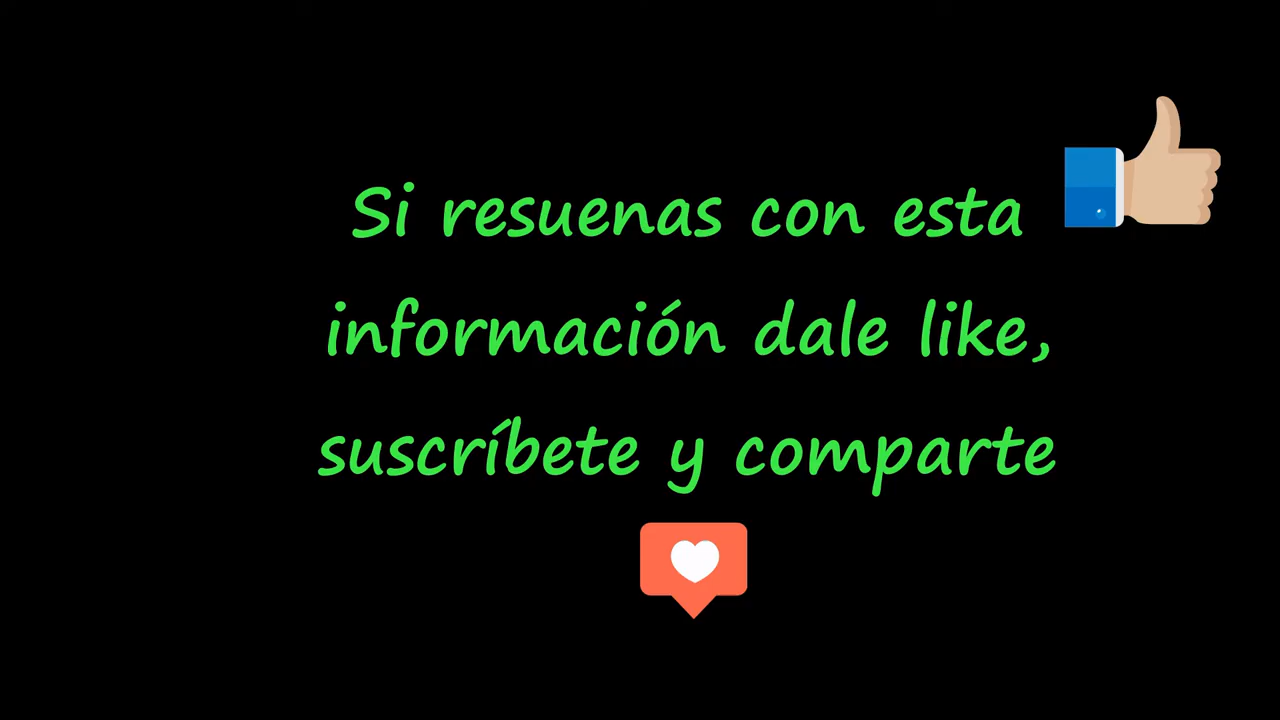 Si resuenas con esta
información dale like,
suscríbete y comparte